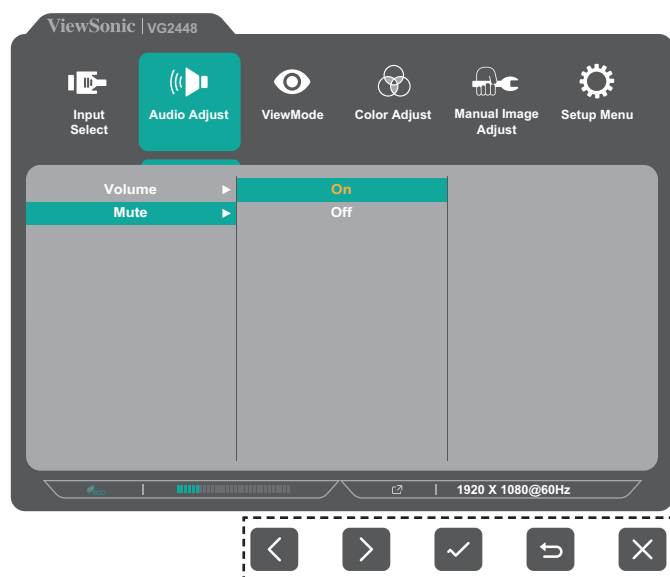 ViewSonic | VG2448
Input Select
Audio Adjust
ViewMode
Color Adjust
Manual Image Adjust
Setup Menu
Volume
On
Mute
Off
eco
1920 X 1080@60Hz